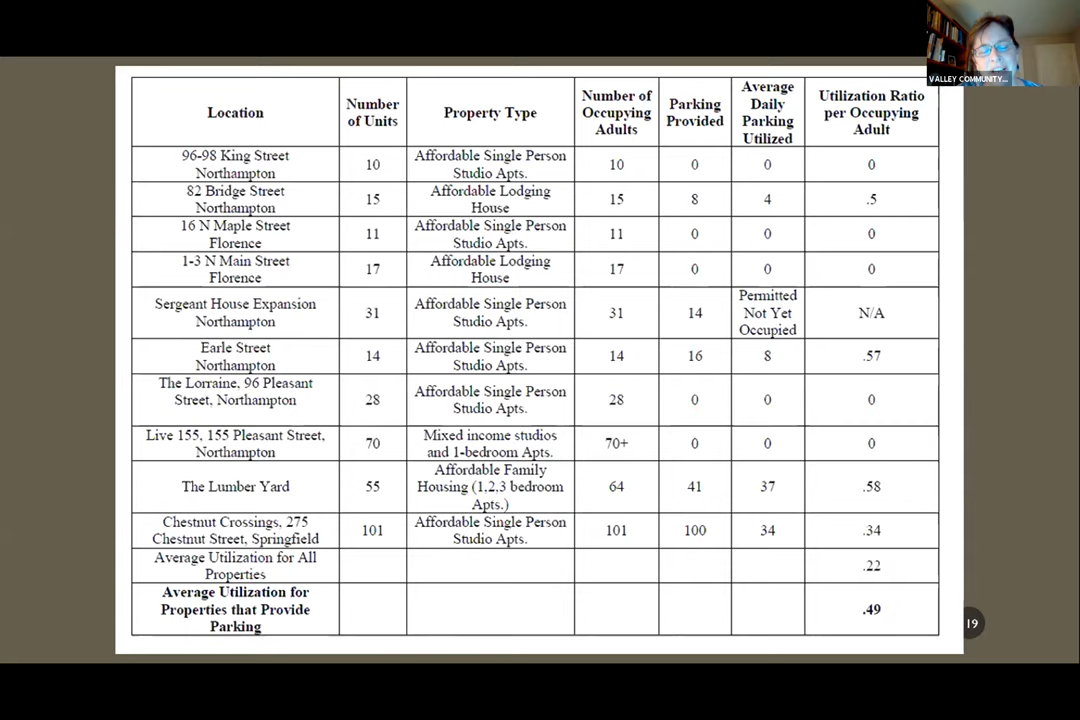 VALLEY COMMUNITY...
Location
Number
of Units
Property Type
Number of
Occupying
Adults
Parking
Provided
Average
Daily
Parking
Utilized
Utilization Ratio
per Occupying
Adult
96-98 King Street
Northampton
10
Affordable Single Person
Studio Apts.
10
0
0
0
82 Bridge Street
Northampton
15
Affordable Lodging
House
15
8
4
.5
16 N Maple Street
Florence
11
Affordable Single Person
Studio Apts.
11
0
0
0
1-3 N Main Street
Florence
17
Affordable Lodging
House
17
0
0
0
Sergeant House Expansion
Northampton
31
Affordable Single Person
Studio Apts.
31
14
Permitted
Not Yet
Occupied
N/A
Earle Street
Northampton
14
Affordable Single Person
Studio Apts.
14
16
8
.57
The Lorraine, 96 Pleasant
Street, Northampton
28
Affordable Single Person
Studio Apts.
28
0
0
0
Live 155, 155 Pleasant Street,
Northampton
70
Mixed income studios
and 1-bedroom Apts.
70+
0
0
0
The Lumber Yard
55
Affordable Family
Housing (1,2,3 bedroom
Apts.)
64
41
37
.58
Chestnut Crossings, 275
Chestnut Street, Springfield
101
Affordable Single Person
Studio Apts.
101
100
34
.34
Average Utilization for All
Properties
.22
Average Utilization for
Properties that Provide
Parking
.49
19